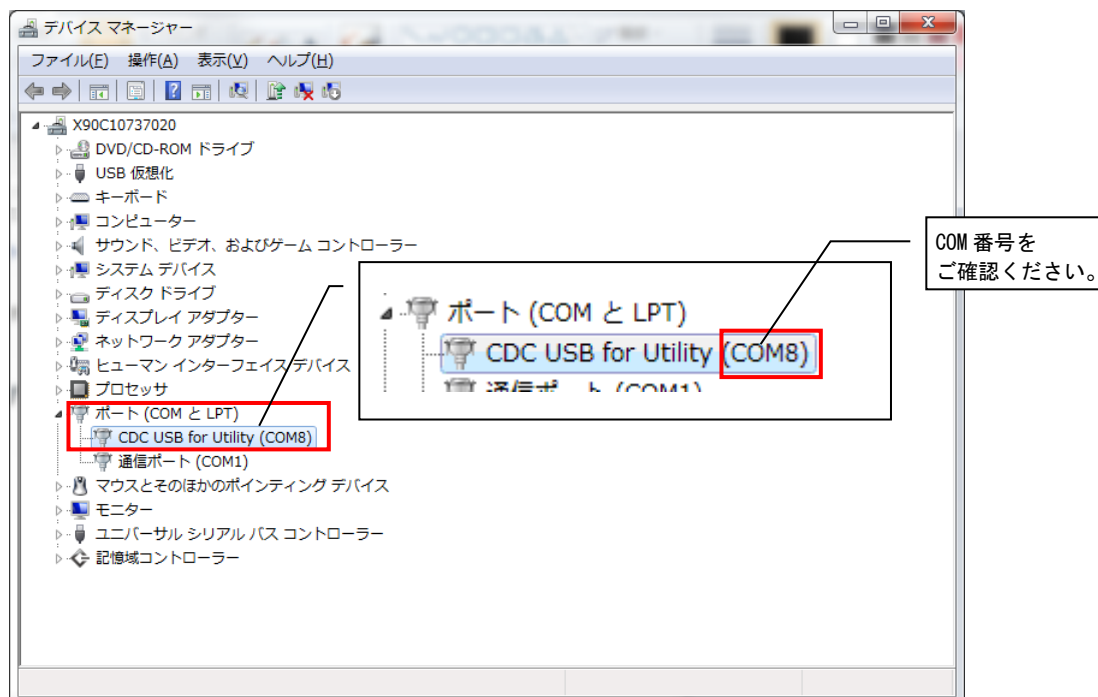 デバイス マネージャー
ファイル(F) 操作(A) 表示(V) ヘルプ(H)
X90C10737020
DVD/CD-ROM ドライブ
USB 仮想化
キーボード
コンピューター
サウンド、ビデオ、およびゲーム コントローラー
システム デバイス
ディスク ドライブ
ディスプレイ アダプター
ネットワーク アダプター
ヒューマン インターフェイス デバイス
プロセッサ
ポート (COM と LPT)
CDC USB for Utility (COM8)
通信ポート (COM1)
マウスとそのほかのポインティング デバイス
モニター
ユニバーサル シリアル バス コントローラー
記憶域コントローラー
ポート (COM と LPT)
CDC USB for Utility (COM8)
通信ポート (COM1)
COM 番号を
ご確認ください。